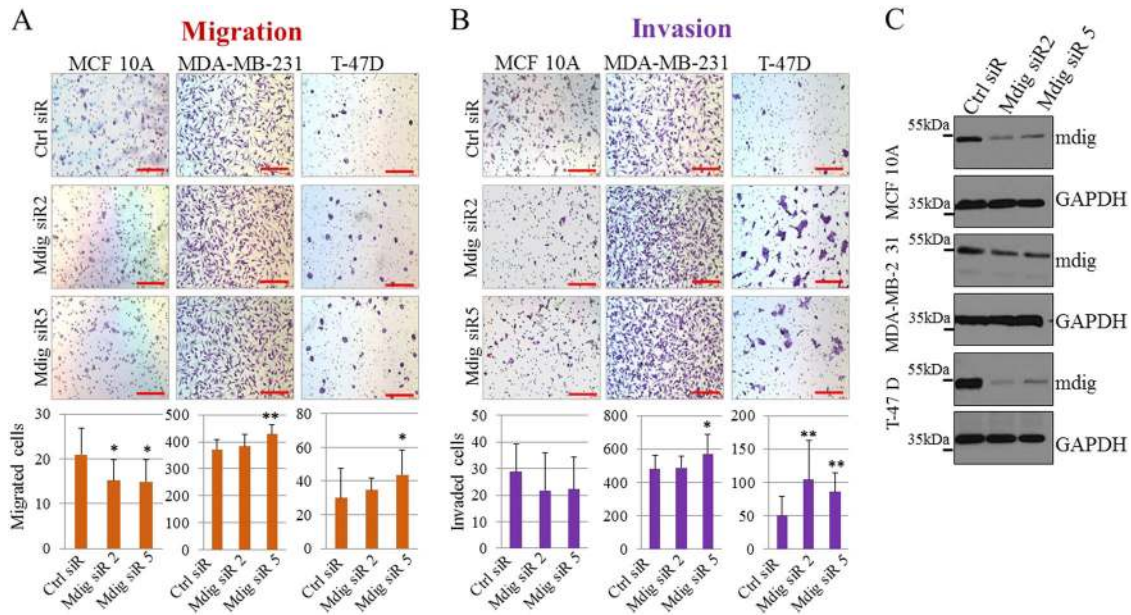 A
Migration
MCF 10A MDA-MB-231 T-47D
Ctrl siR
Mdig siR2
Mdig siR5
Migrated cells
30
20
10
0
* *
Ctrl siR
Mdig siR 2
Mdig siR 5
500
400
300
200
100
0
**
Ctrl siR
Mdig siR 2
Mdig siR 5
80
60
40
20
0
*
Ctrl siR
Mdig siR 2
Mdig siR 5
B
Invasion
MCF 10A MDA-MB-231 T-47D
Ctrl siR
Mdig siR2
Mdig siR5
Invaded cells
50
40
30
20
10
0
Ctrl siR
Mdig siR 2
Mdig siR 5
800
600
400
200
0
*
Ctrl siR
Mdig siR 2
Mdig siR 5
200
150
100
50
0
** **
Ctrl siR
Mdig siR 2
Mdig siR 5
C
Ctrl siR
Mdig siR2
Mdig siR 5
MCF 10A
55kDa mdig
35kDa GAPDH
MDA-MB-2 31
55kDa mdig
35kDa GAPDH
T-47 D
55kDa mdig
35kDa GAPDH